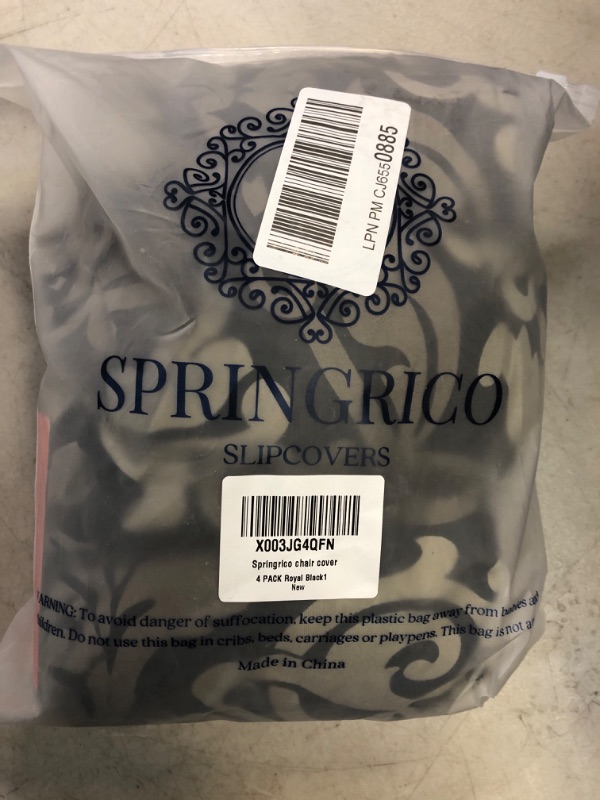 LPN PM CJ6550885
SPRINGRICO
SLIPCOVERS
X003JG4QFN
Springrico chair cover
4 PACK Royal Black1
New
WARNING: To avoid danger of suffocation, keep this plastic bag away from babies and
children. Do not use this bag in cribs, beds, carriages or playpens. This bag is not a
Made in China